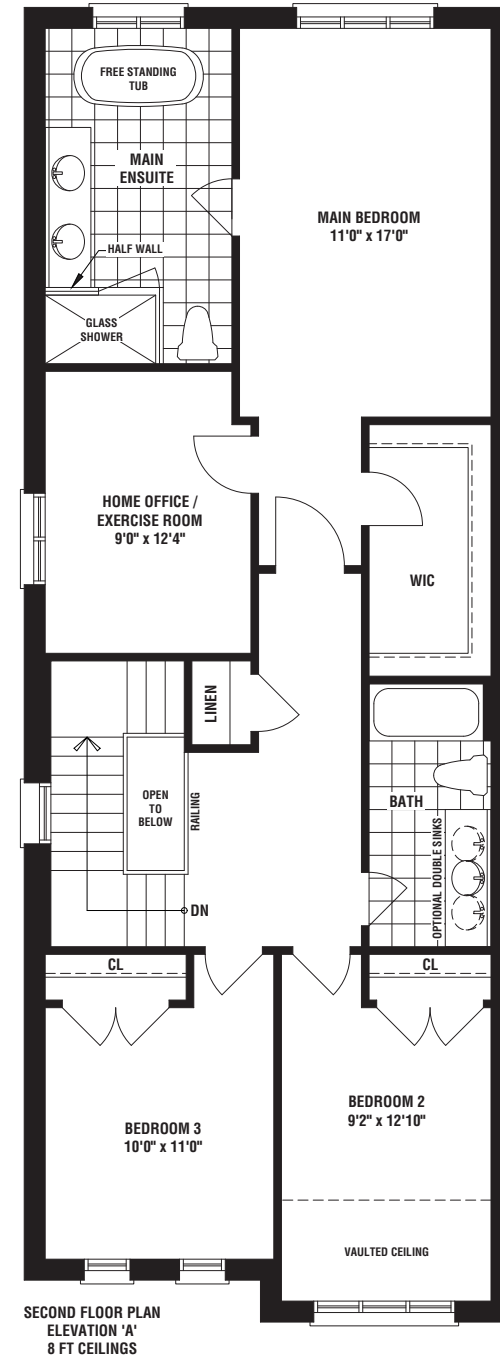 FREE STANDING
TUB
MAIN
ENSUITE
MAIN BEDROOM
11'0" x 17'0"
HALF WALL
GLASS
SHOWER
HOME OFFICE /
EXERCISE ROOM
9'0" x 12'4"
WIC
LINEN
OPEN
TO
BELOW
RAILING
BATH
OPTIONAL DOUBLE SINKS
DN
CL
CL
BEDROOM 3
10'0" x 11'0"
BEDROOM 2
9'2" x 12'10"
VAULTED CEILING
SECOND FLOOR PLAN
ELEVATION 'A'
8 FT CEILINGS